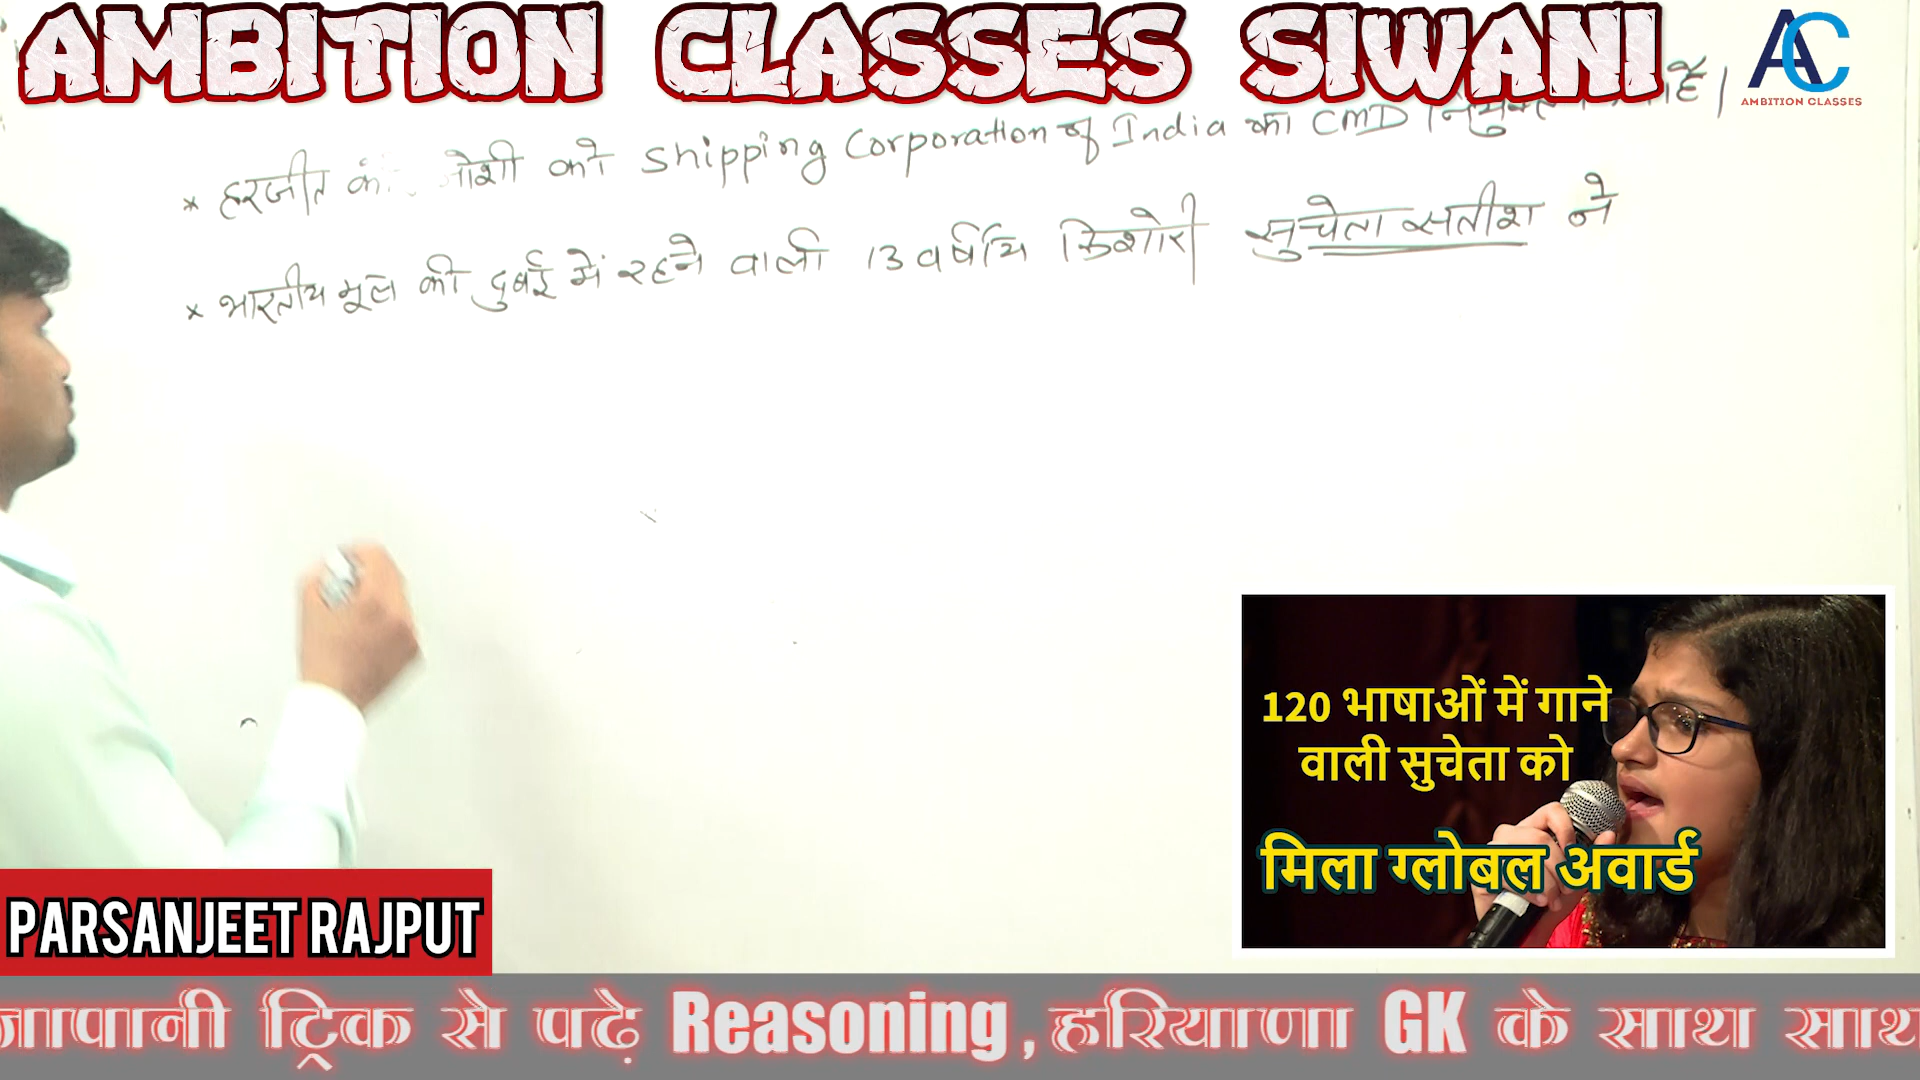 AMBITION CLASSES SIWANI
AC
AMBITION CLASSES
* हरजीत जोशी को Shipping Corporation of India का CMD है।
* भारतीय मूल की दुबई में रहने वाली 13 वर्षीय किशोरी सुचेता सतीश ने
120 भाषाओं में गाने
वाली सुचेता को
मिला ग्लोबल अवार्ड
PARSANJEET RAJPUT
जापानी ट्रिक से पढ़े Reasoning , हरियाणा GK के साथ साथ